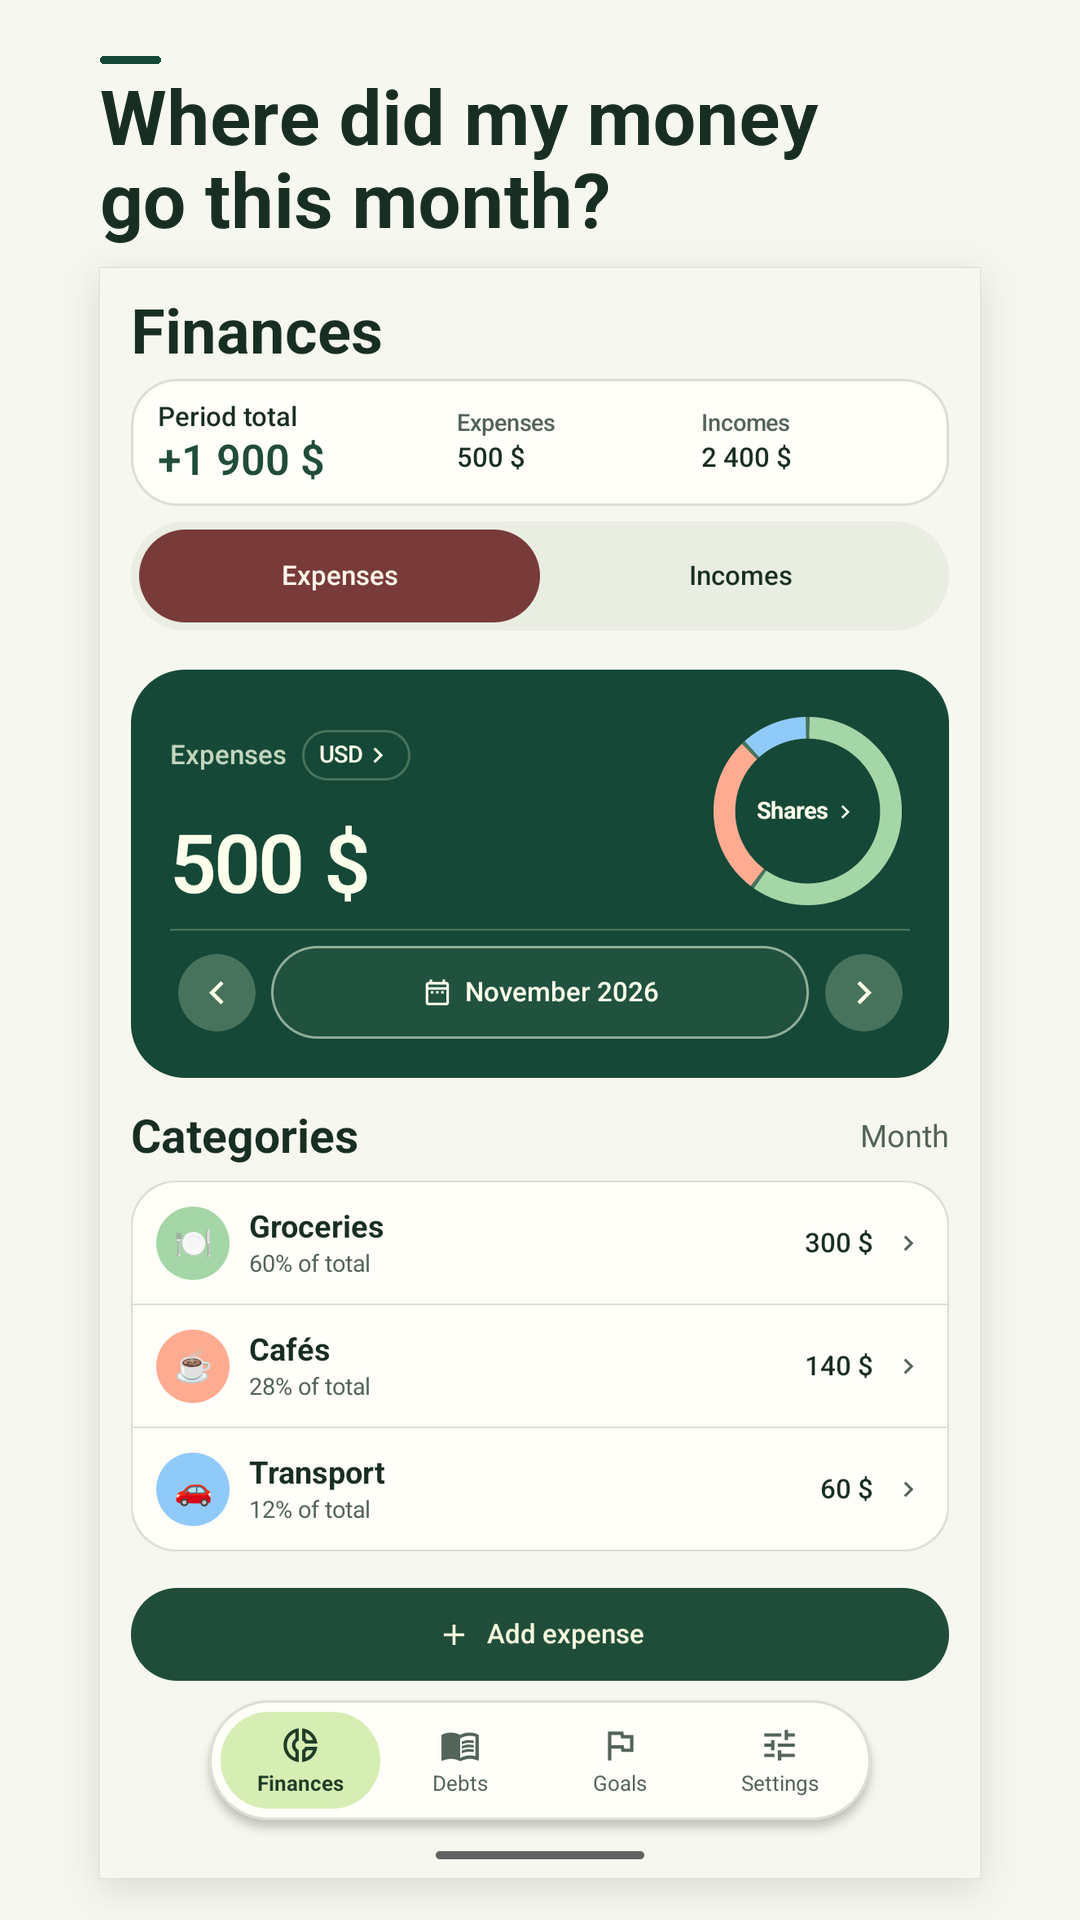 Where did my money
go this month?
Finances
Period total
+1 900 $
Expenses
500 $
Incomes
2 400 $
Expenses
Incomes
Expenses
USD
500 $
Shares
November 2026
Categories
Month
Groceries
60% of total
300 $
Cafés
28% of total
140 $
Transport
12% of total
60 $
Add expense
Finances
Debts
Goals
Settings